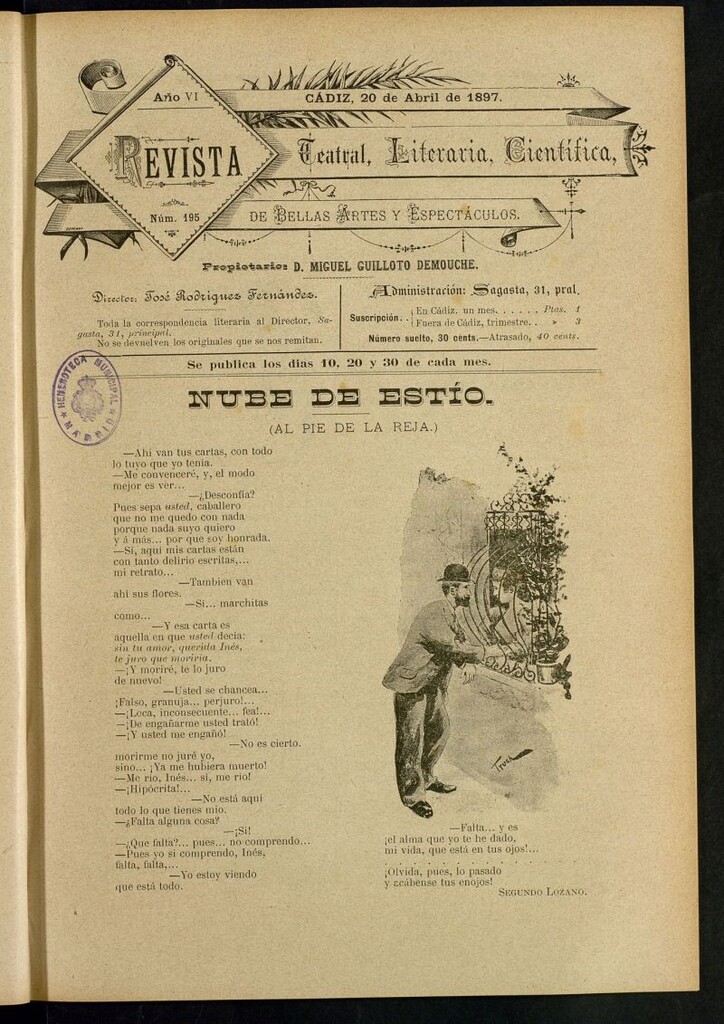 Año VI
CÁDIZ, 20 de Abril de 1897.
REVISTA
Teatral, Literaria, Científica,
Núm. 195
DE BELLAS ARTES Y ESPECTÁCULOS.
Propietario: D. MIGUEL GUILLOTO DEMOUCHE.
Director: José Rodríguez Fernández.
Toda la correspondencia literaria al Director, Sa-
gasta, 31, principal.
No se devuelven los originales que se nos remitan.
Administración: Sagasta, 31, pral.
Suscripción.
En Cádiz. un mes. . . . . . Ptas. 1
Fuera de Cádiz, trimestre. . » 3
Número suelto, 30 cents.—Atrasado, 40 cents.
Se publica los días 10, 20 y 30 de cada mes.
HEMEROTECA MUNICIPAL
MADRID
NUBE DE ESTÍO.
(AL PIE DE LA REJA.)
—Ahí van tus cartas, con todo
lo tuyo que yo tenía.
—Me convenceré, y, el modo
mejor es ver...
—¿Desconfía?
Pues sepa usted, caballero
que no me quedo con nada
porque nada suyo quiero
y á más... por que soy honrada.
—Sí, aquí mis cartas están
con tanto delirio escritas,...
mi retrato...
—Tambien van
ahí sus flores.
—Sí... marchitas
como...
—Y esa carta es
aquella en que usted decía:
sin tu amor, querida Inés,
te juro que moriría.
—¡Y moriré, te lo juro
de nuevo!
—Usted se chancea...
¡Falso, granuja... perjuro!...
—¡Loca, inconsecuente... fea!...
—¡De engañarme usted trató!
—¡Y usted me engañó!
—No es cierto.
morirme no juré yo,
sino... ¡Ya me hubiera muerto!
—Me río, Inés... sí, me río!
—¡Hipócrita!...
—No está aquí
todo lo que tienes mio.
—¿Falta alguna cosa?
—¡Sí!
—¿Que falta?... pues... no comprendo...
—Pues yo sí comprendo, Inés,
falta, falta,...
—Yo estoy viendo
que está todo.
—Falta... y es
¡el alma que yo te he dado,
mi vida, que está en tus ojos!...
. . . . . . . . . . . . . . . .
¡Olvida, pues, lo pasado
y acábense tus enojos!
SEGUNDO LOZANO.